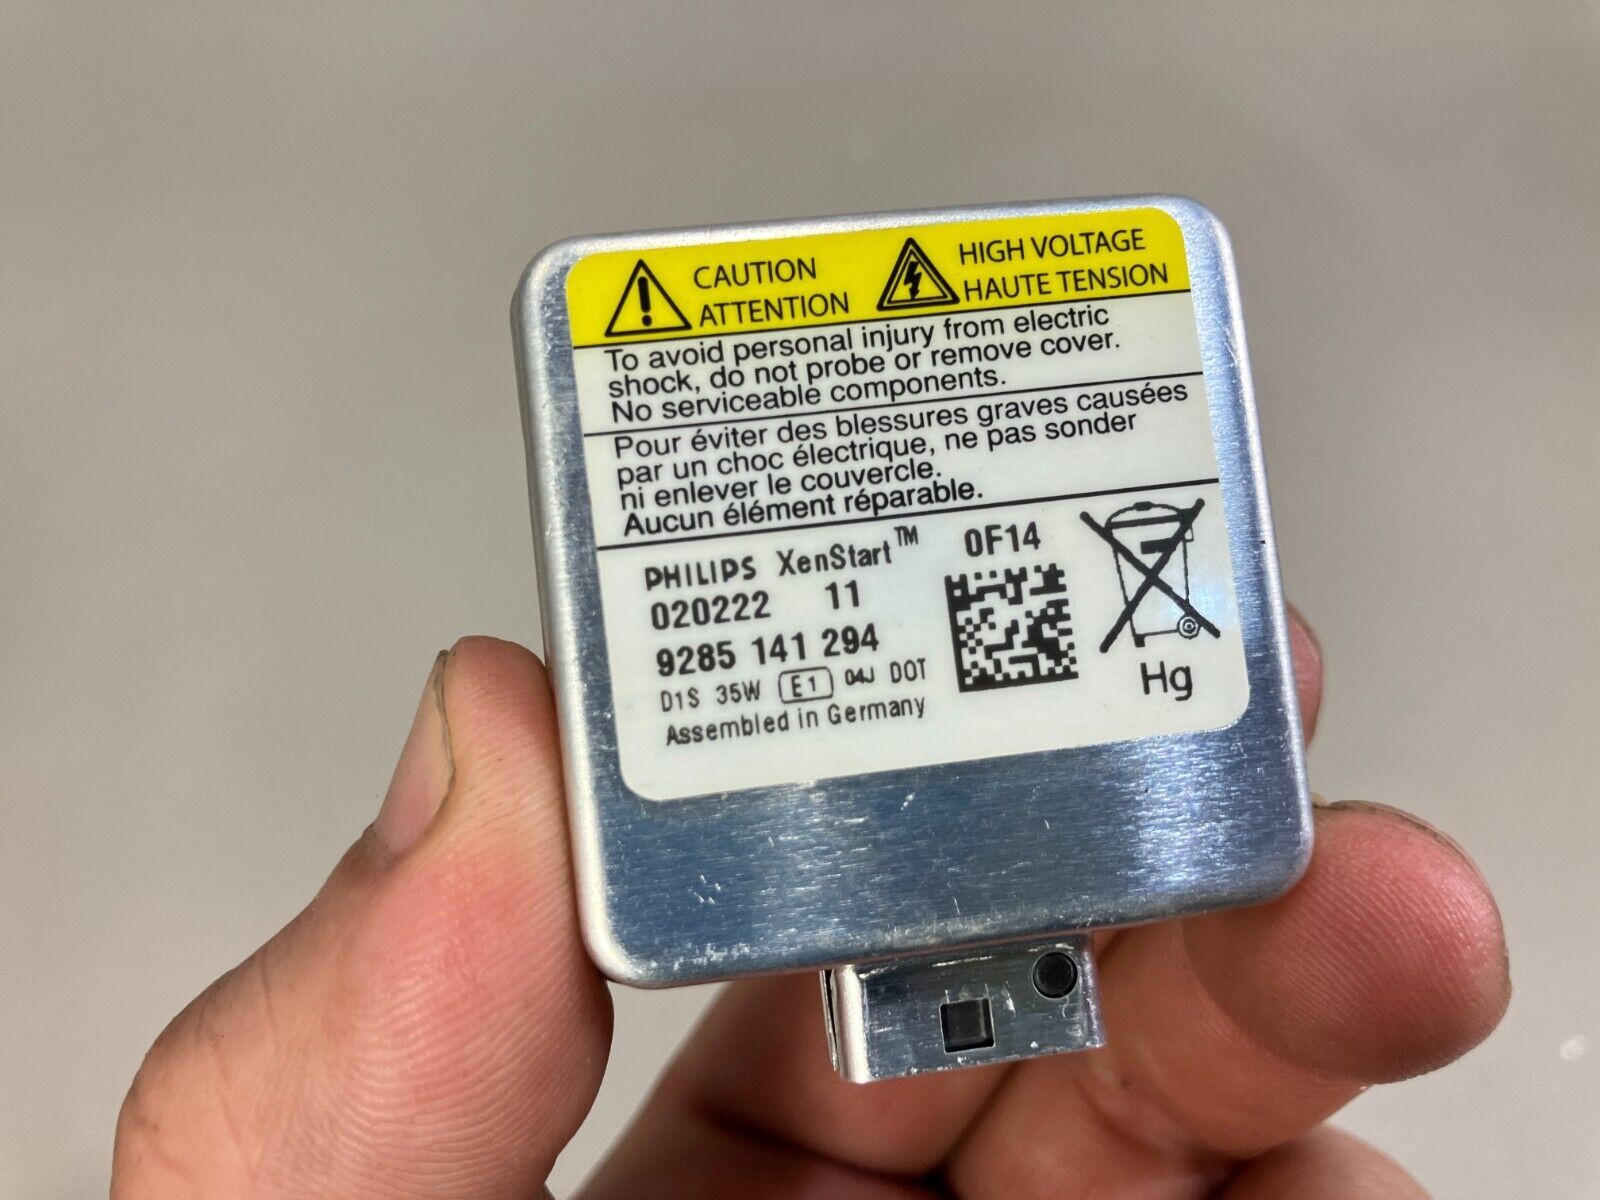 CAUTION
ATTENTION
HIGH VOLTAGE
HAUTE TENSION
To avoid personal injury from electric
shock, do not probe or remove cover.
No serviceable components.
Pour éviter des blessures graves causées
par un choc électrique, ne pas sonder
ni enlever le couvercle.
Aucun élément réparable.
PHILIPS XenStart™ 0F14
020222 11
9285 141 294
D1S 35W E1 04J DOT
Assembled in Germany
Hg